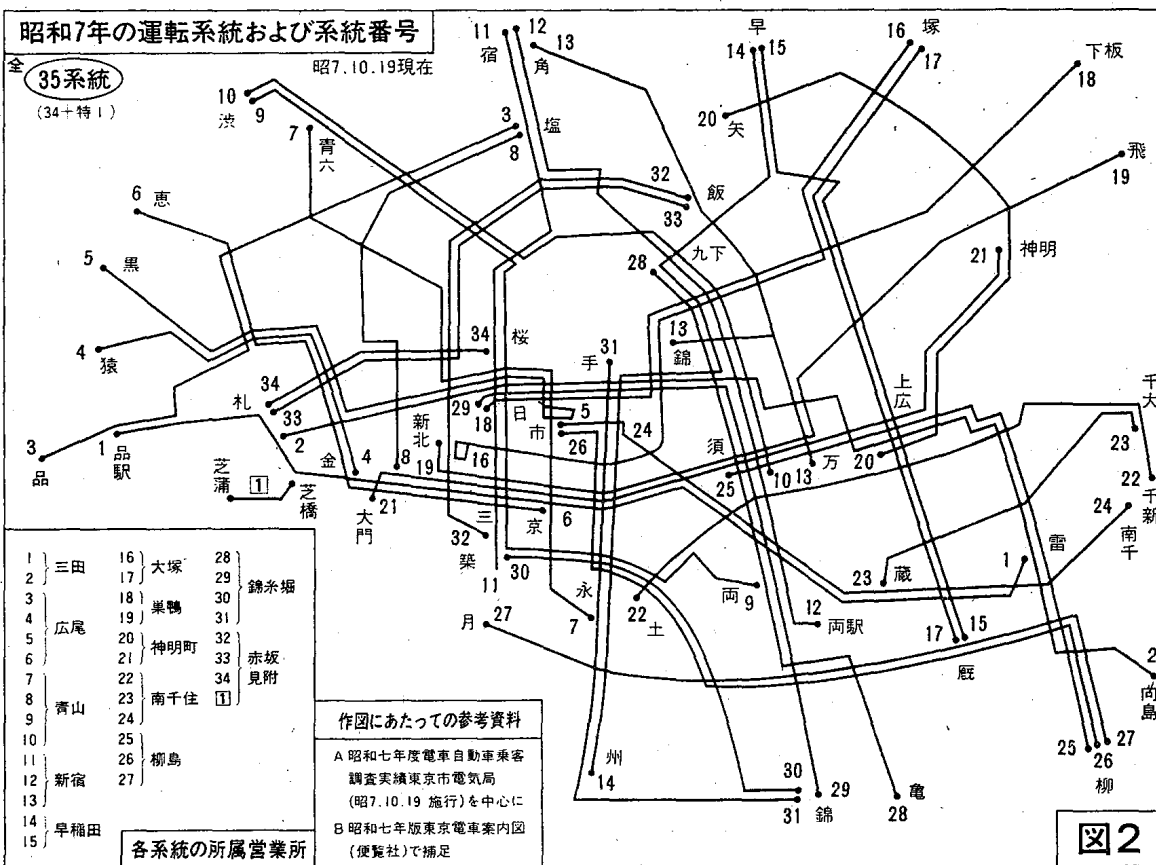 昭和7年の運転系統および系統番号
昭7.10.19現在
全
35系統
(34+特1)
11
12
13
宿
角
早
14
15
塚
16
17
下板
18
10
9
渋
7
青六
3
塩
8
20
矢
飛
19
6
恵
32
飯
33
5
黒
28
九下
21
神明
4
猿
34
桜
手
31
13
錦
札
34
33
2
29
18
日
市
5
26
24
須
上広
千大
新北
19
16
金
4
8
25
10
13
万
20
23
22
千新
3
品
1
品駅
芝浦
1
芝橋
大門
21
京
6
24
南千
三
32
築
11
30
永
7
22
土
両
9
12
両駅
23
蔵
1
雷
月
27
17
15
厩
2
向島
州
14
30
31
29
錦
28
亀
25
26
27
柳
1
2
三田
3
4
5
6
広尾
7
8
9
10
青山
11
12
13
新宿
14
15
早稲田
16
17
大塚
18
19
巣鴨
20
21
神明町
22
23
24
南千住
25
26
27
柳島
28
29
30
31
錦糸堀
32
33
34
1
赤坂見附
各系統の所属営業所
作図にあたっての参考資料
A 昭和七年度電車自動車乗客
調査実績東京市電気局
(昭7.10.19 施行)を中心に
B 昭和七年版東京電車案内図
(便覧社)で補足
図2